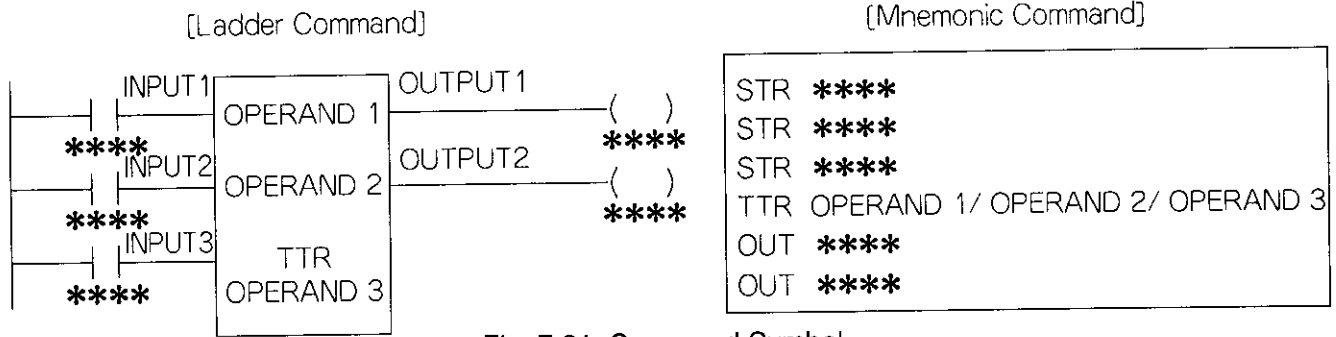 [Ladder Command]
INPUT1
OUTPUT1
OPERAND 1
( )
****
****
INPUT2
OUTPUT2
OPERAND 2
( )
****
****
INPUT3
TTR
OPERAND 3
****
[Mnemonic Command]
STR ****
STR ****
STR ****
TTR OPERAND 1/ OPERAND 2/ OPERAND 3
OUT ****
OUT ****